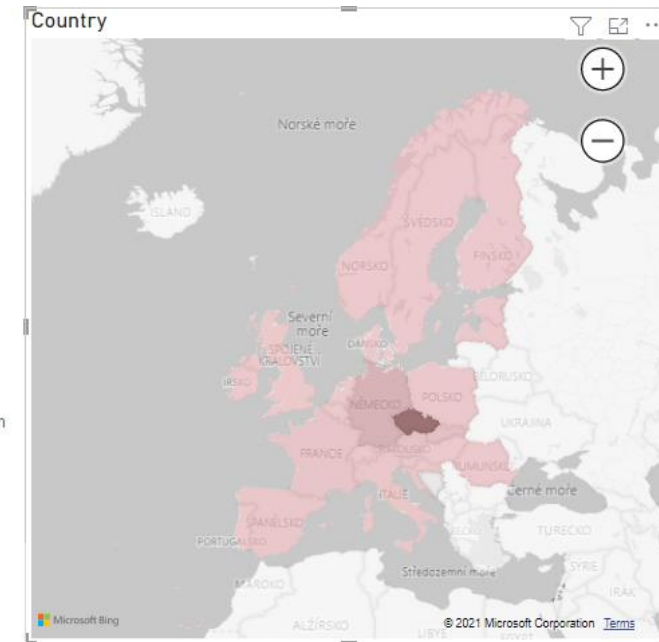 Country
Norské moře
ISLAND
ŠVÉDSKO
FINSKO
NORSKO
Severní
moře
DÁNSKO
SPOJENÉ
KRÁLOVSTVÍ
IRSKO
BĚLORUSKO
POLSKO
NĚMECKO
UKRAJINA
RAKOUSKO
FRANCIE
RUMUNSKO
ITÁLIE
Černé moře
ŠPANĚLSKO
PORTUGALSKO
ŘECKO
TURECKO
Středozemní moře
SÝRIE
MAROKO
IRÁK
ALŽÍRSKO
LIBYE
EGYPT
Microsoft Bing
© 2021 Microsoft Corporation Terms